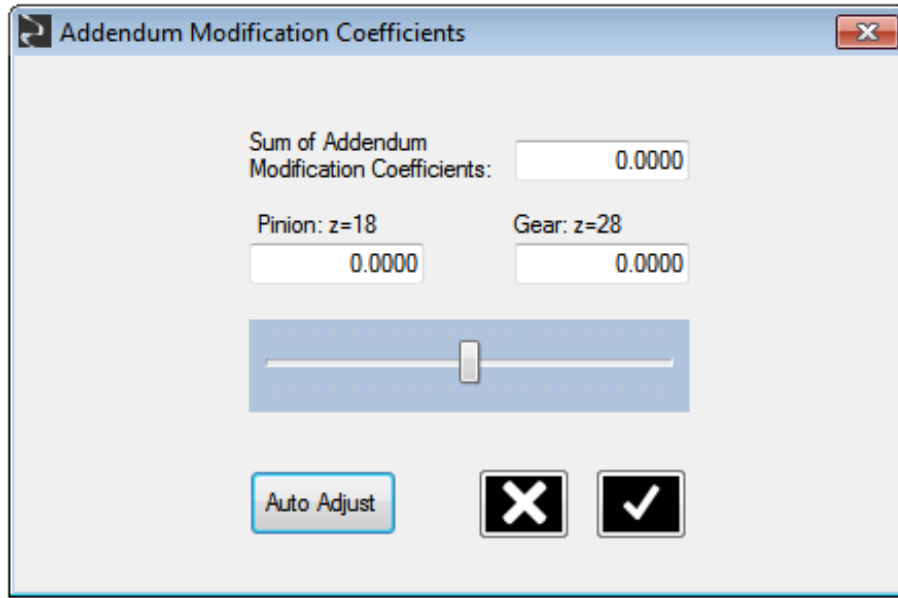 Addendum Modification Coefficients
Sum of Addendum
Modification Coefficients:
0.0000
Pinion: z=18 Gear: z=28
0.0000 0.0000
Auto Adjust